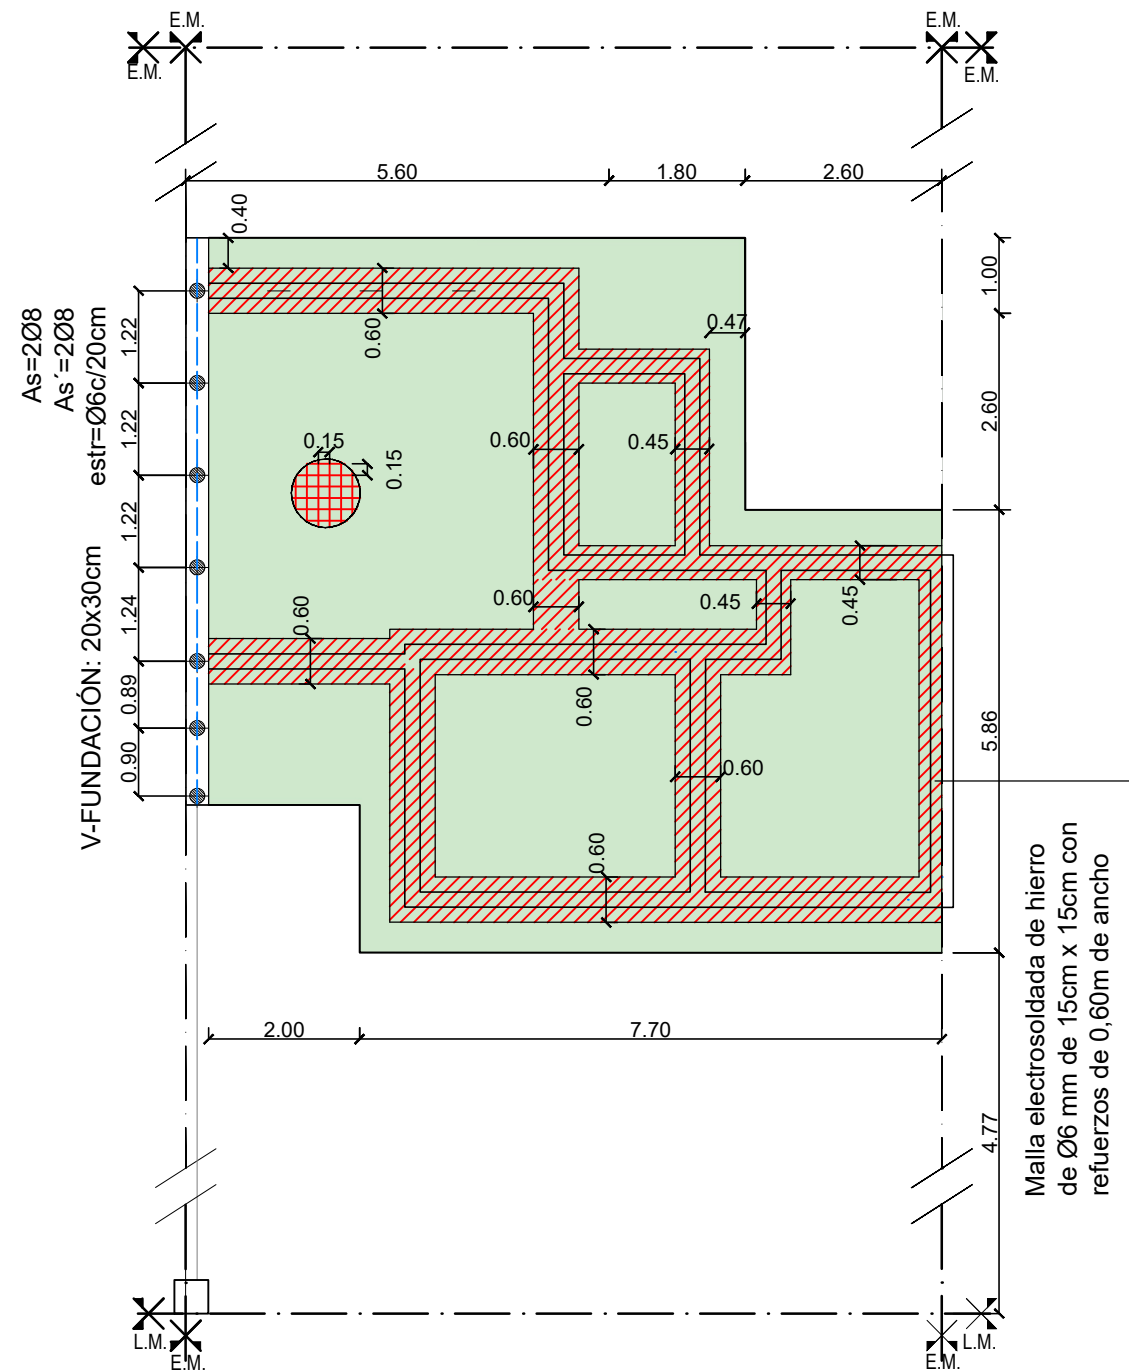 E.M.
E.M.
E.M.
E.M.
5.60
1.80
2.60
0.40
1.00
0.60
0.47
2.60
As=2Ø8
As´=2Ø8
estr=Ø6c/20cm
1.22
1.22
1.22
1.24
0.89
0.90
V-FUNDACIÓN: 20x30cm
0.15
0.15
0.60
0.45
0.60
0.60
0.45
0.45
0.60
0.60
0.60
5.86
2.00
7.70
4.77
Malla electrosoldada de hierro
de Ø6 mm de 15cm x 15cm con
refuerzos de 0,60m de ancho
L.M.
E.M.
E.M.
L.M.